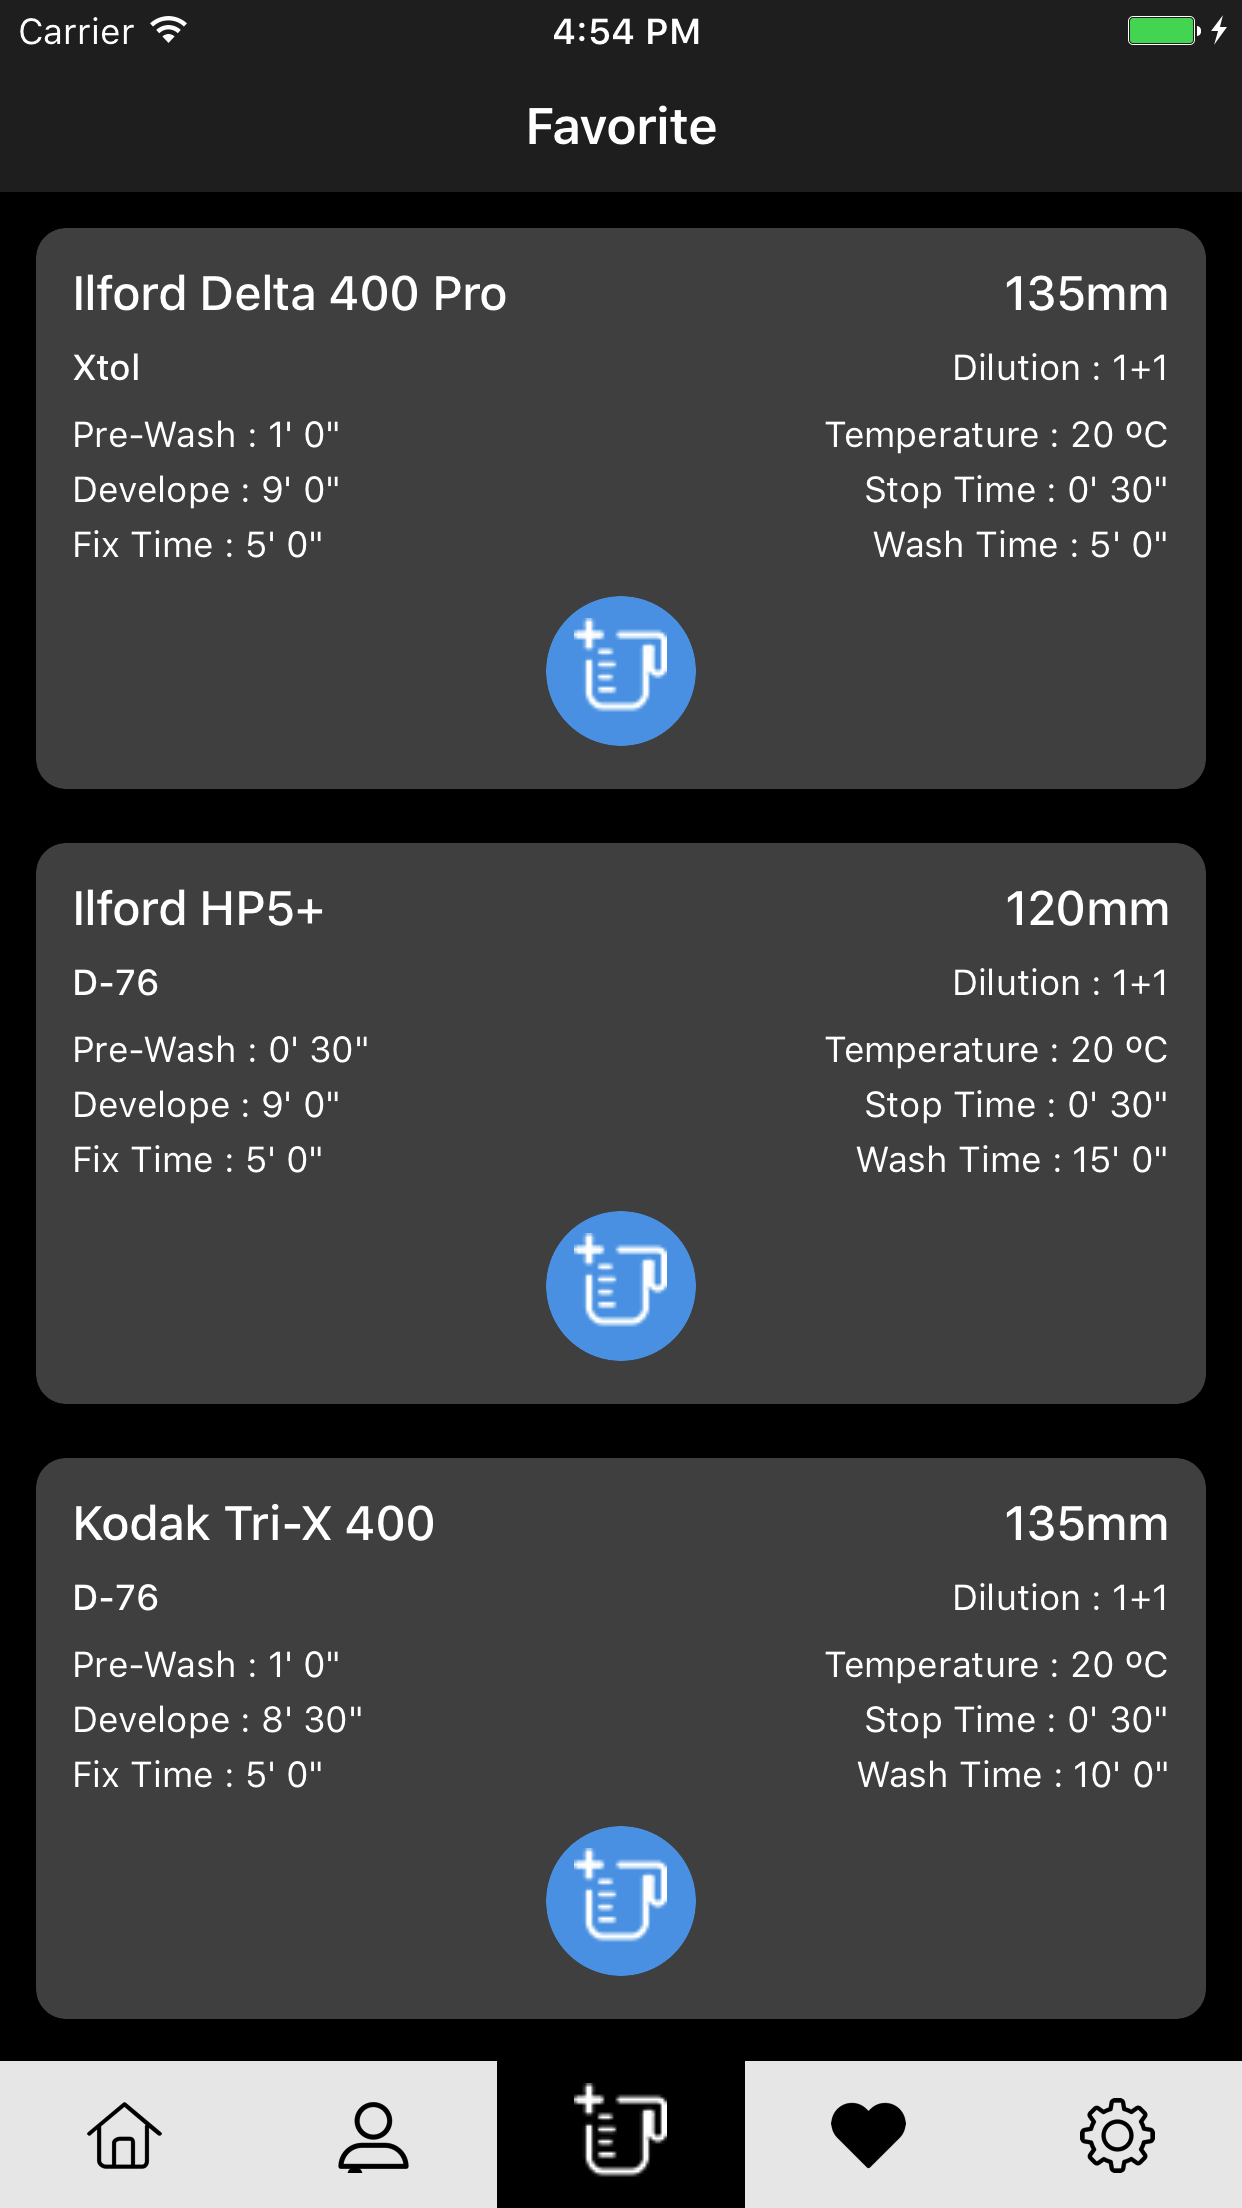 Carrier 4:54 PM
Favorite
Ilford Delta 400 Pro 135mm
Xtol Dilution : 1+1
Pre-Wash : 1' 0" Temperature : 20 ºC
Develope : 9' 0" Stop Time : 0' 30"
Fix Time : 5' 0" Wash Time : 5' 0"
Ilford HP5+ 120mm
D-76 Dilution : 1+1
Pre-Wash : 0' 30" Temperature : 20 ºC
Develope : 9' 0" Stop Time : 0' 30"
Fix Time : 5' 0" Wash Time : 15' 0"
Kodak Tri-X 400 135mm
D-76 Dilution : 1+1
Pre-Wash : 1' 0" Temperature : 20 ºC
Develope : 8' 30" Stop Time : 0' 30"
Fix Time : 5' 0" Wash Time : 10' 0"